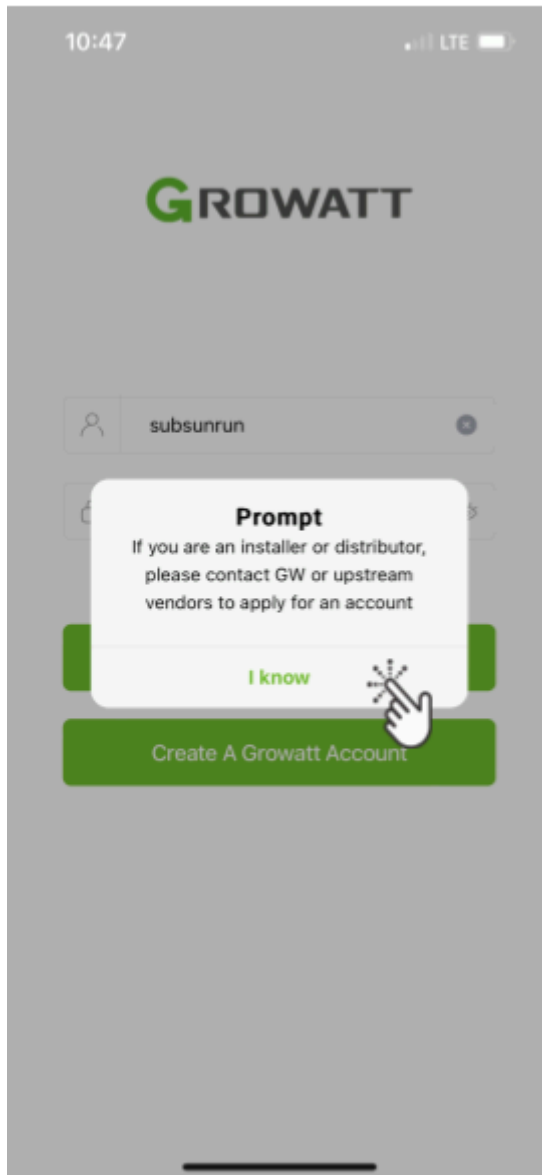 10:47
LTE
GROWATT
subsunrun
Prompt
If you are an installer or distributor,
please contact GW or upstream
vendors to apply for an account
I know
Create A Growatt Account